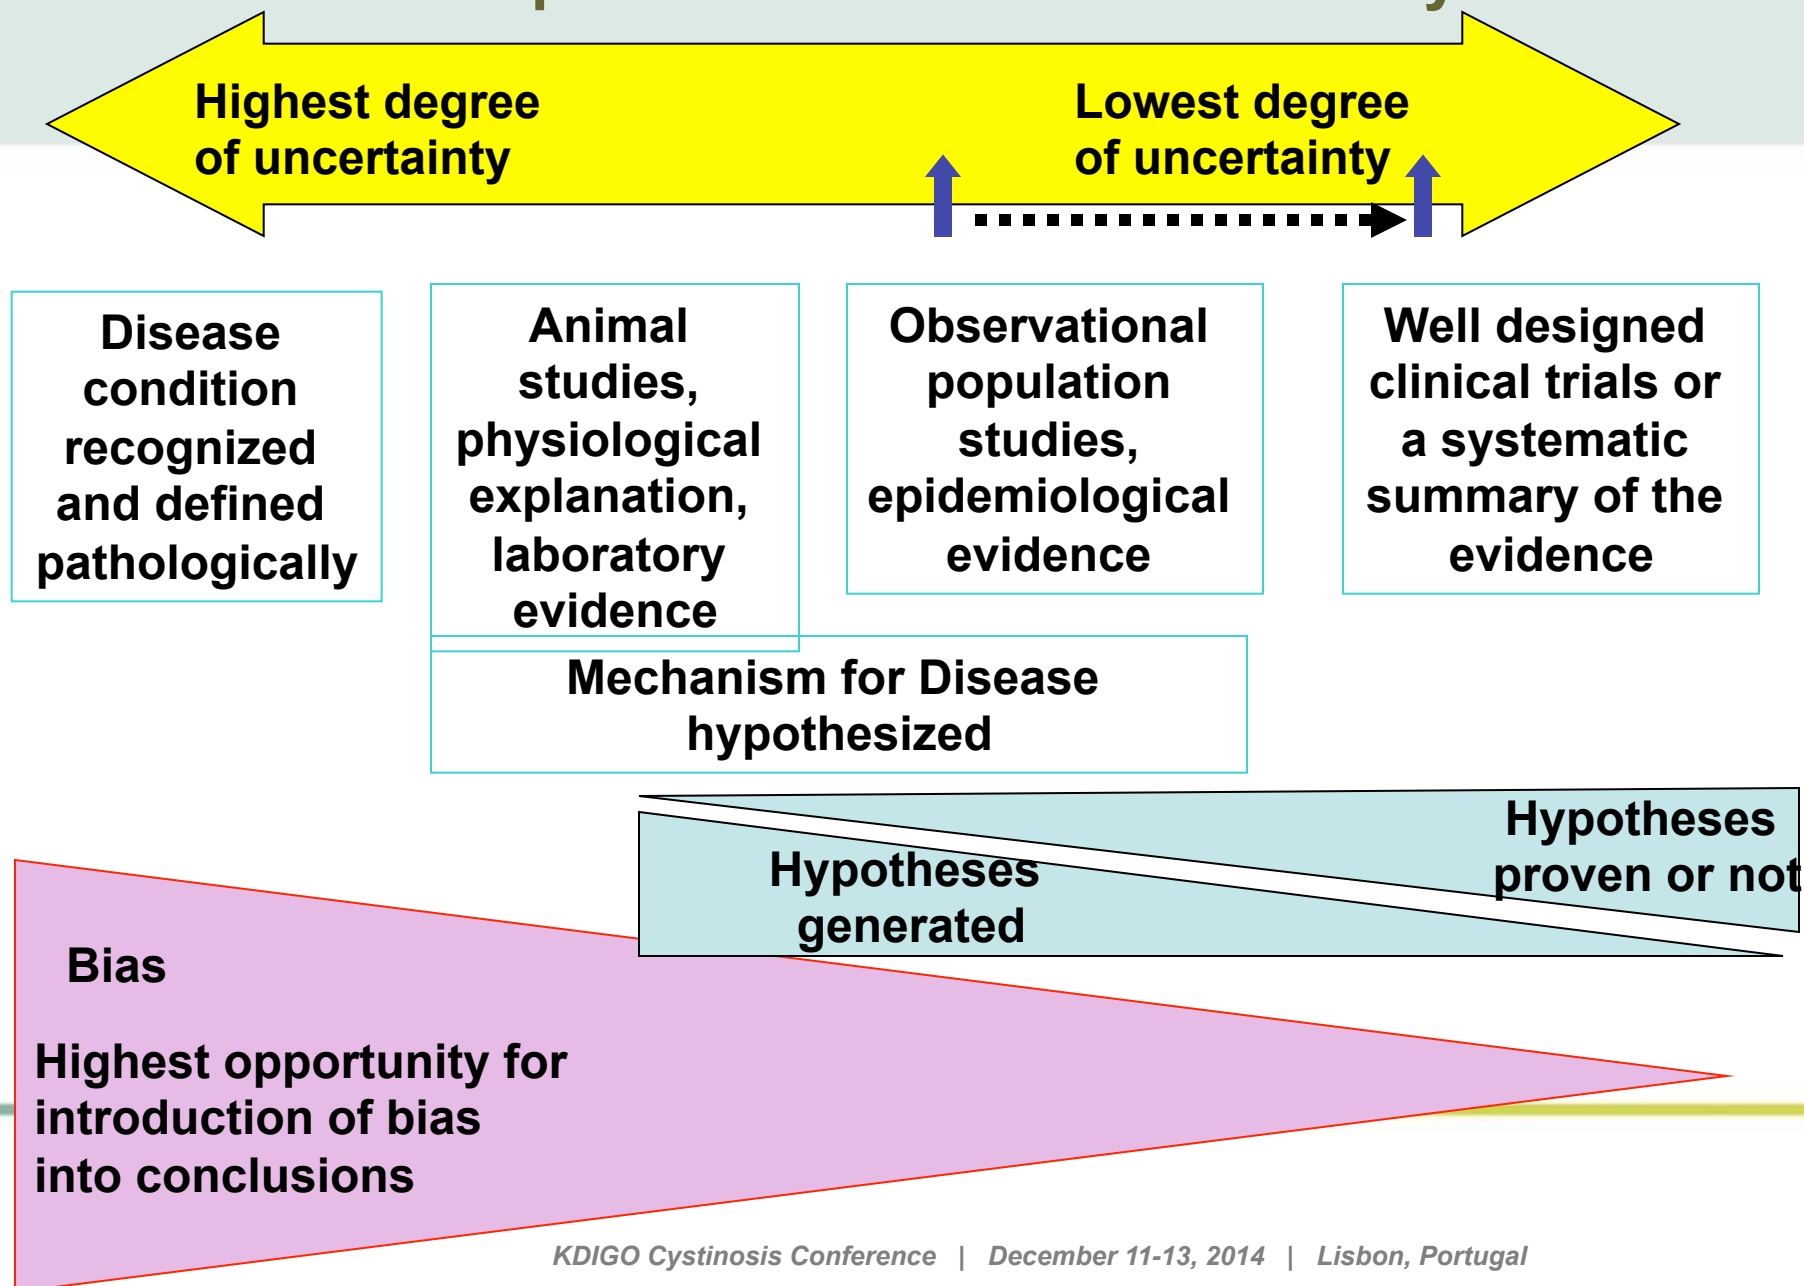 Highest degree
of uncertainty
Lowest degree
of uncertainty
Disease
condition
recognized
and defined
pathologically
Animal
studies,
physiological
explanation,
laboratory
evidence
Observational
population
studies,
epidemiological
evidence
Well designed
clinical trials or
a systematic
summary of the
evidence
Mechanism for Disease
hypothesized
Hypotheses
proven or not
Hypotheses
generated
Bias
Highest opportunity for
introduction of bias
into conclusions
KDIGO Cystinosis Conference | December 11-13, 2014 | Lisbon, Portugal